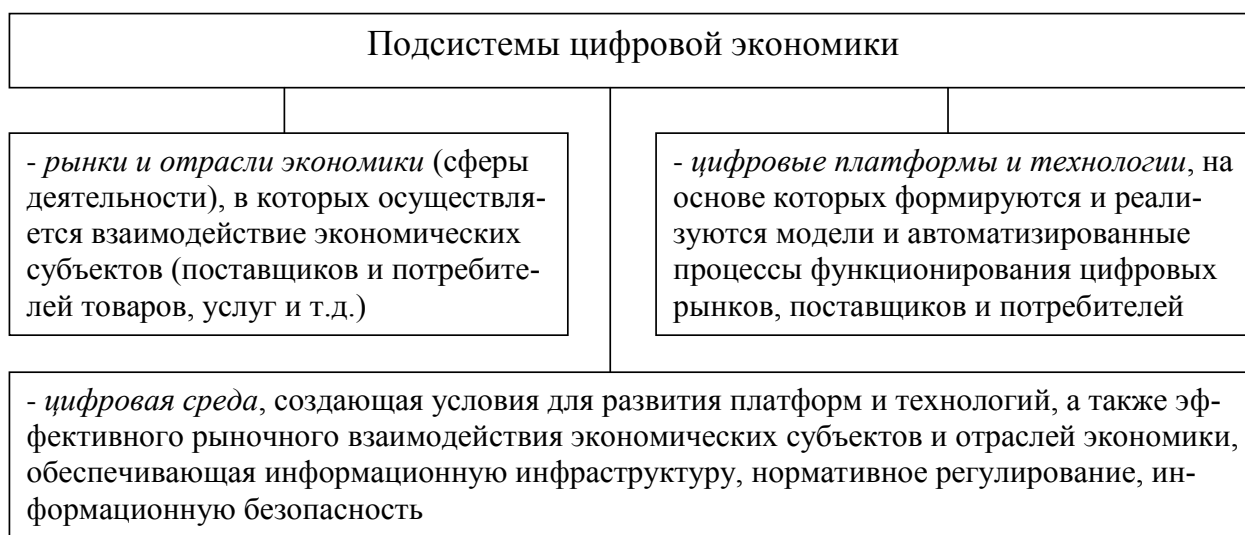 Подсистемы цифровой экономики
- рынки и отрасли экономики (сферы
деятельности), в которых осуществля-
ется взаимодействие экономических
субъектов (поставщиков и потребите-
лей товаров, услуг и т.д.)
- цифровые платформы и технологии, на
основе которых формируются и реали-
зуются модели и автоматизированные
процессы функционирования цифровых
рынков, поставщиков и потребителей
- цифровая среда, создающая условия для развития платформ и технологий, а также эф-
фективного рыночного взаимодействия экономических субъектов и отраслей экономики,
обеспечивающая информационную инфраструктуру, нормативное регулирование, ин-
формационную безопасность